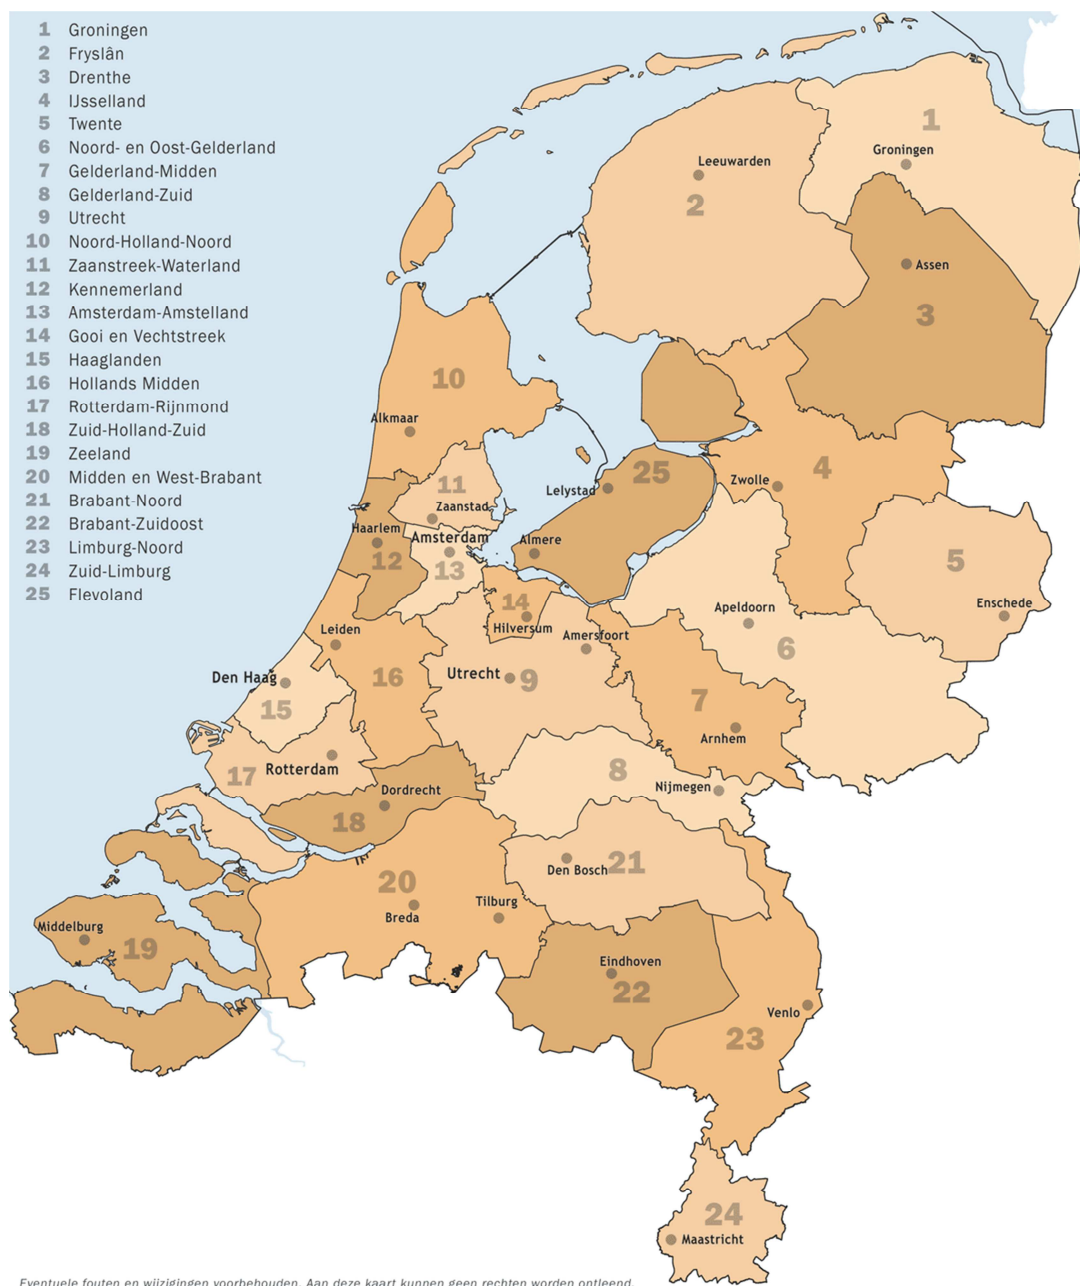 1 Groningen
2 Fryslân
3 Drenthe
4 IJsselland
5 Twente
6 Noord- en Oost-Gelderland
7 Gelderland-Midden
8 Gelderland-Zuid
9 Utrecht
10 Noord-Holland-Noord
11 Zaanstreek-Waterland
12 Kennemerland
13 Amsterdam-Amstelland
14 Gooi en Vechtstreek
15 Haaglanden
16 Hollands Midden
17 Rotterdam-Rijnmond
18 Zuid-Holland-Zuid
19 Zeeland
20 Midden en West-Brabant
21 Brabant-Noord
22 Brabant-Zuidoost
23 Limburg-Noord
24 Zuid-Limburg
25 Flevoland
1
Groningen
Leeuwarden
2
Assen
3
10
Alkmaar
4
25
11
Zwolle
Lelystad
Zaanstad
Haarlem
Amsterdam
Almere
12
13
5
14
Enschede
Apeldoorn
Hilversum
Leiden
Amersfoort
6
Utrecht
9
Den Haag
16
7
15
Arnhem
Rotterdam
8
17
Nijmegen
Dordrecht
18
21
Den Bosch
20
Tilburg
Breda
Middelburg
19
Eindhoven
22
Venlo
23
24
Maastricht
Eventuele fouten en wijzigingen voorbehouden. Aan deze kaart kunnen geen rechten worden ontleend.